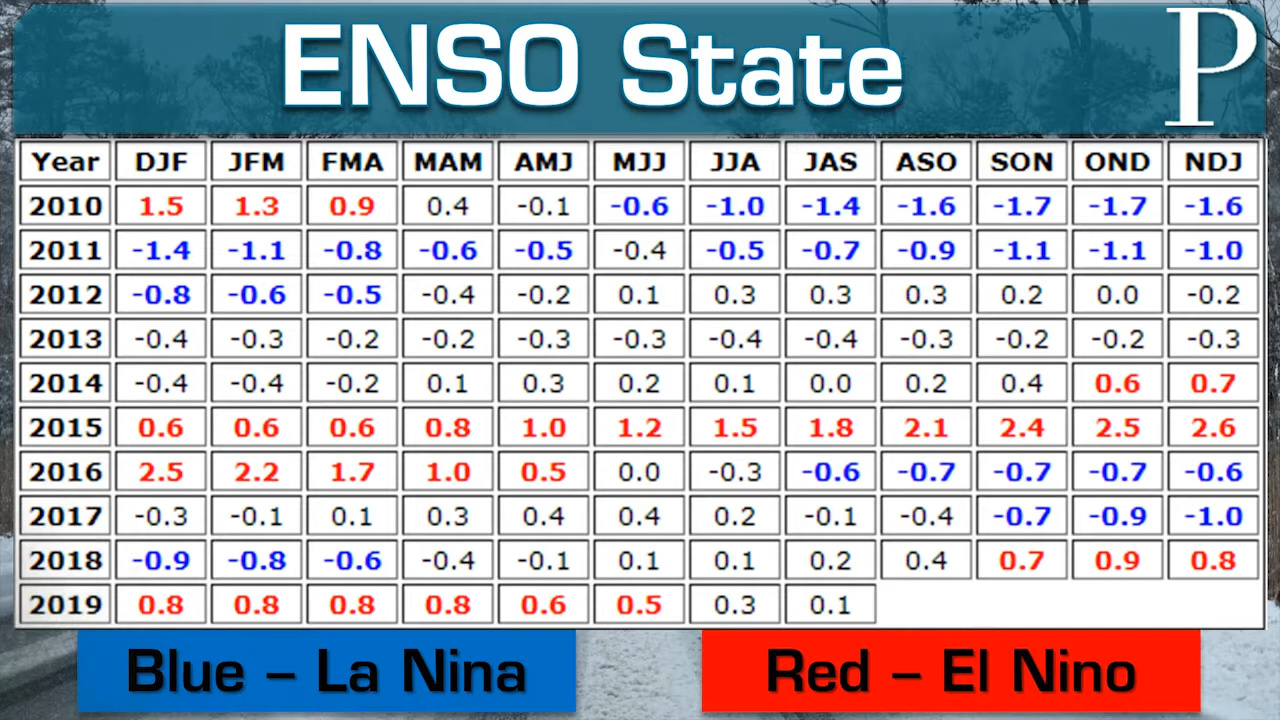 ENSO State
P
Year DJF JFM FMA MAM AMJ MJJ JJA JAS ASO SON OND NDJ
2010 1.5 1.3 0.9 0.4 -0.1 -0.6 -1.0 -1.4 -1.6 -1.7 -1.7 -1.6
2011 -1.4 -1.1 -0.8 -0.6 -0.5 -0.4 -0.5 -0.7 -0.9 -1.1 -1.1 -1.0
2012 -0.8 -0.6 -0.5 -0.4 -0.2 0.1 0.3 0.3 0.3 0.2 0.0 -0.2
2013 -0.4 -0.3 -0.2 -0.2 -0.3 -0.3 -0.4 -0.4 -0.3 -0.2 -0.2 -0.3
2014 -0.4 -0.4 -0.2 0.1 0.3 0.2 0.1 0.0 0.2 0.4 0.6 0.7
2015 0.6 0.6 0.6 0.8 1.0 1.2 1.5 1.8 2.1 2.4 2.5 2.6
2016 2.5 2.2 1.7 1.0 0.5 0.0 -0.3 -0.6 -0.7 -0.7 -0.7 -0.6
2017 -0.3 -0.1 0.1 0.3 0.4 0.4 0.2 -0.1 -0.4 -0.7 -0.9 -1.0
2018 -0.9 -0.8 -0.6 -0.4 -0.1 0.1 0.1 0.2 0.4 0.7 0.9 0.8
2019 0.8 0.8 0.8 0.8 0.6 0.5 0.3 0.1
Blue – La Nina
Red – El Nino